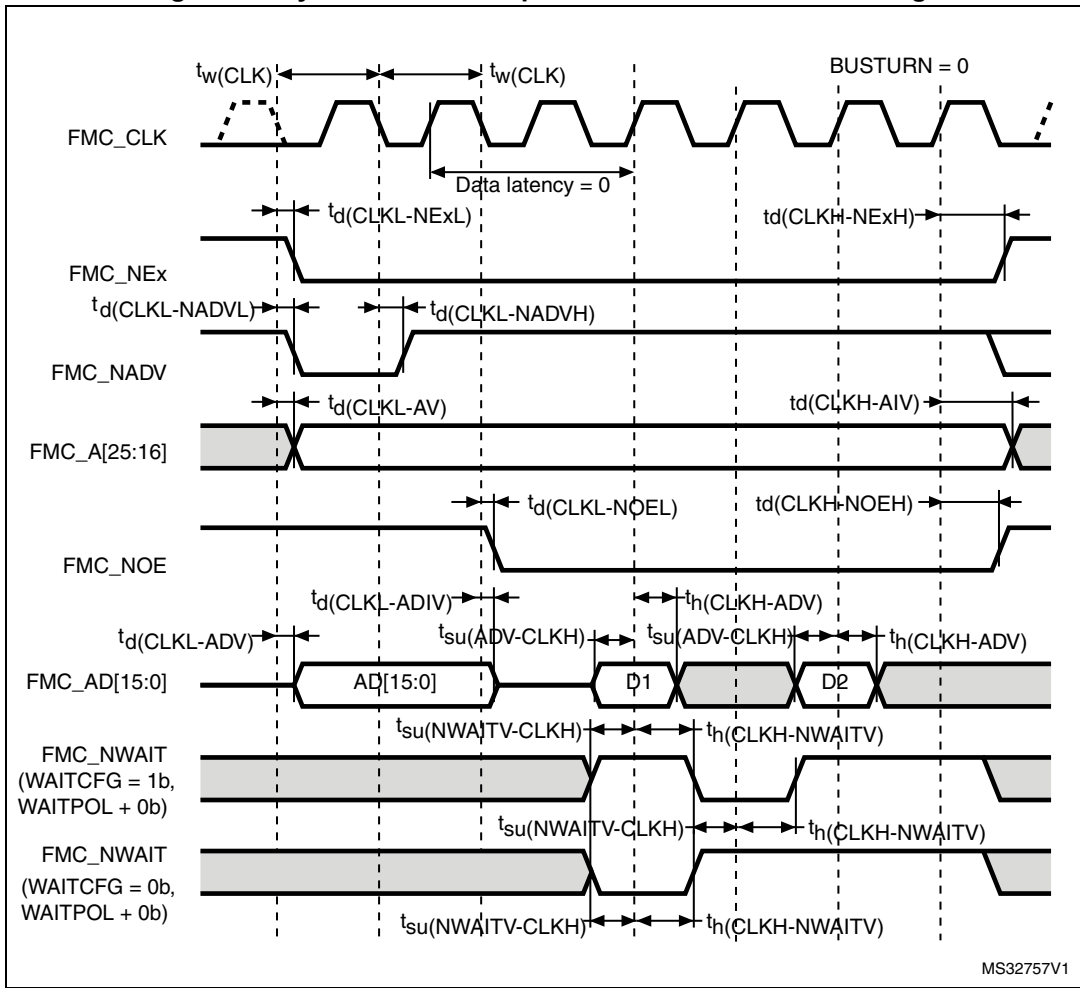 tw(CLK)
tw(CLK)
BUSTURN = 0
FMC_CLK
Data latency = 0
td(CLKL-NExL)
td(CLKH-NExH)
FMC_NEx
td(CLKL-NADVL)
td(CLKL-NADVH)
FMC_NADV
td(CLKL-AV)
td(CLKH-AIV)
FMC_A[25:16]
td(CLKL-NOEL)
td(CLKH-NOEH)
FMC_NOE
td(CLKL-ADIV)
th(CLKH-ADV)
td(CLKL-ADV)
tsu(ADV-CLKH)
tsu(ADV-CLKH)
th(CLKH-ADV)
FMC_AD[15:0]
AD[15:0]
D1
D2
tsu(NWAITV-CLKH)
th(CLKH-NWAITV)
FMC_NWAIT
(WAITCFG = 1b,
WAITPOL + 0b)
tsu(NWAITV-CLKH)
th(CLKH-NWAITV)
FMC_NWAIT
(WAITCFG = 0b,
WAITPOL + 0b)
tsu(NWAITV-CLKH)
th(CLKH-NWAITV)
MS32757V1